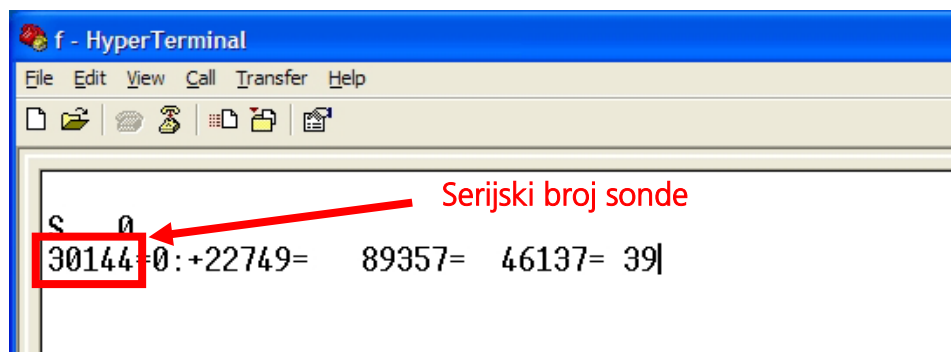 f - HyperTerminal
File Edit View Call Transfer Help
Serijski broj sonde
S 0
30144=0:+22749= 89357= 46137= 39